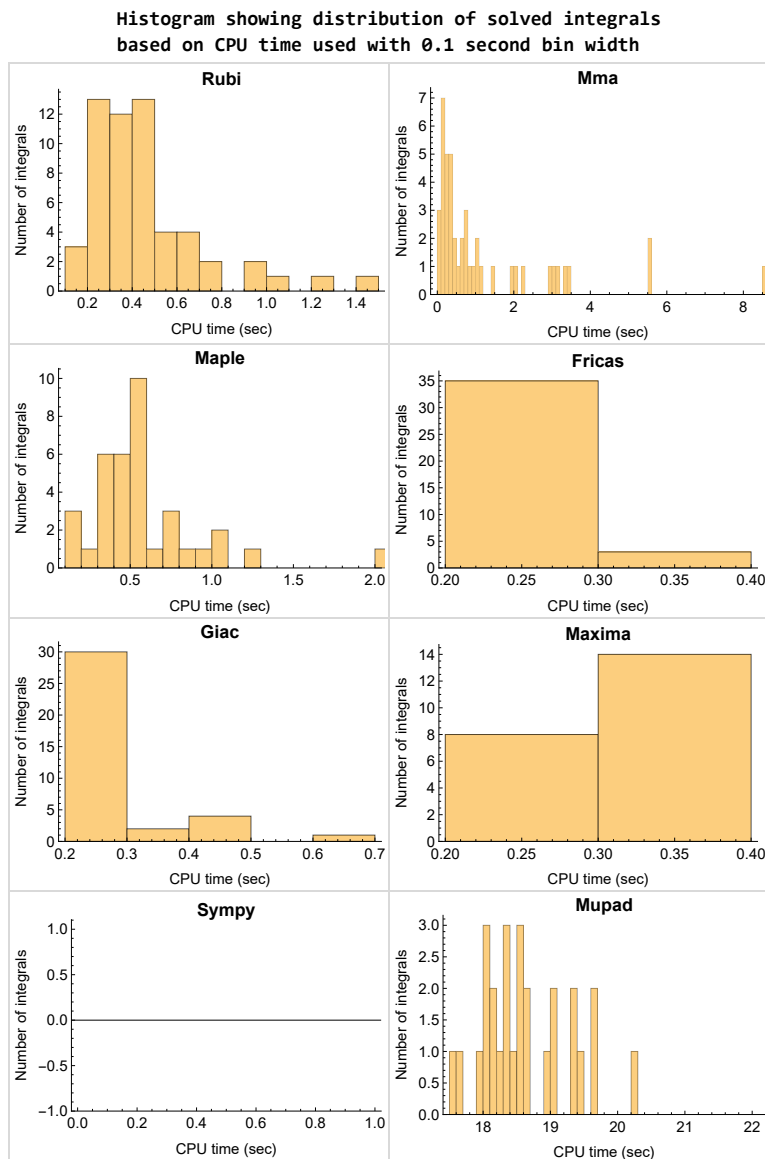 Histogram showing distribution of solved integrals
based on CPU time used with 0.1 second bin width
Rubi
Number of integrals
12
10
8
6
4
2
0
0.2 0.4 0.6 0.8 1.0 1.2 1.4
CPU time (sec)
Mma
Number of integrals
7
6
5
4
3
2
1
0
0 2 4 6 8
CPU time (sec)
Maple
Number of integrals
10
8
6
4
2
0
0.5 1.0 1.5 2.0
CPU time (sec)
Fricas
Number of integrals
35
30
25
20
15
10
5
0
0.20 0.25 0.30 0.35 0.40
CPU time (sec)
Giac
Number of integrals
30
25
20
15
10
5
0
0.2 0.3 0.4 0.5 0.6 0.7
CPU time (sec)
Maxima
Number of integrals
14
12
10
8
6
4
2
0
0.20 0.25 0.30 0.35 0.40
CPU time (sec)
Sympy
Number of integrals
1.0
0.5
0.0
−0.5
−1.0
0.0 0.2 0.4 0.6 0.8 1.0
CPU time (sec)
Mupad
Number of integrals
3.0
2.5
2.0
1.5
1.0
0.5
0.0
18 19 20 21 22
CPU time (sec)